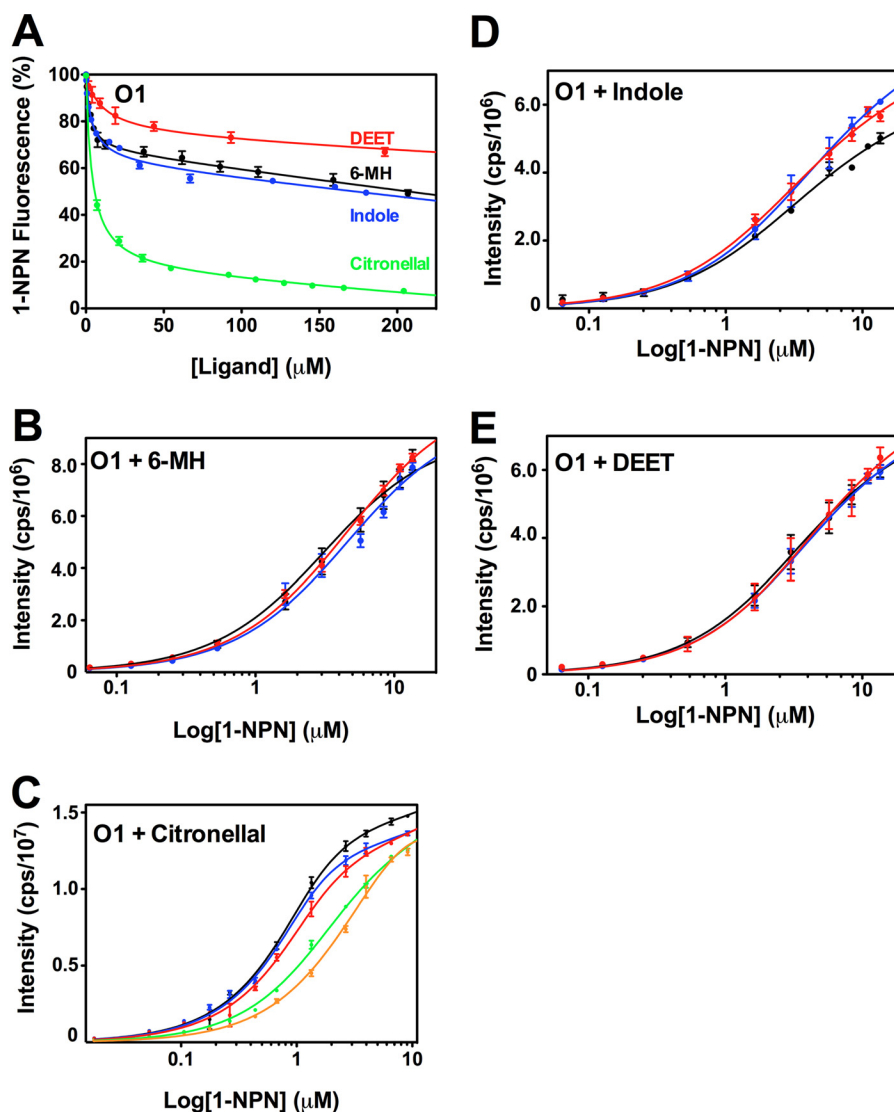 A
O1
1-NPN Fluorescence (%)
100
80
60
40
20
0
DEET
6-MH
Indole
Citronellal
0 50 100 150 200
[Ligand] (μM)
B
O1 + 6-MH
Intensity (cps/10⁶)
8.0
6.0
4.0
2.0
0
0.1 1 10
Log[1-NPN] (μM)
C
O1 + Citronellal
Intensity (cps/10⁷)
1.5
1.0
0.5
0
0.1 1 10
Log[1-NPN] (μM)
D
O1 + Indole
Intensity (cps/10⁶)
6.0
4.0
2.0
0
0.1 1 10
Log[1-NPN] (μM)
E
O1 + DEET
Intensity (cps/10⁶)
6.0
4.0
2.0
0
0.1 1 10
Log[1-NPN] (μM)